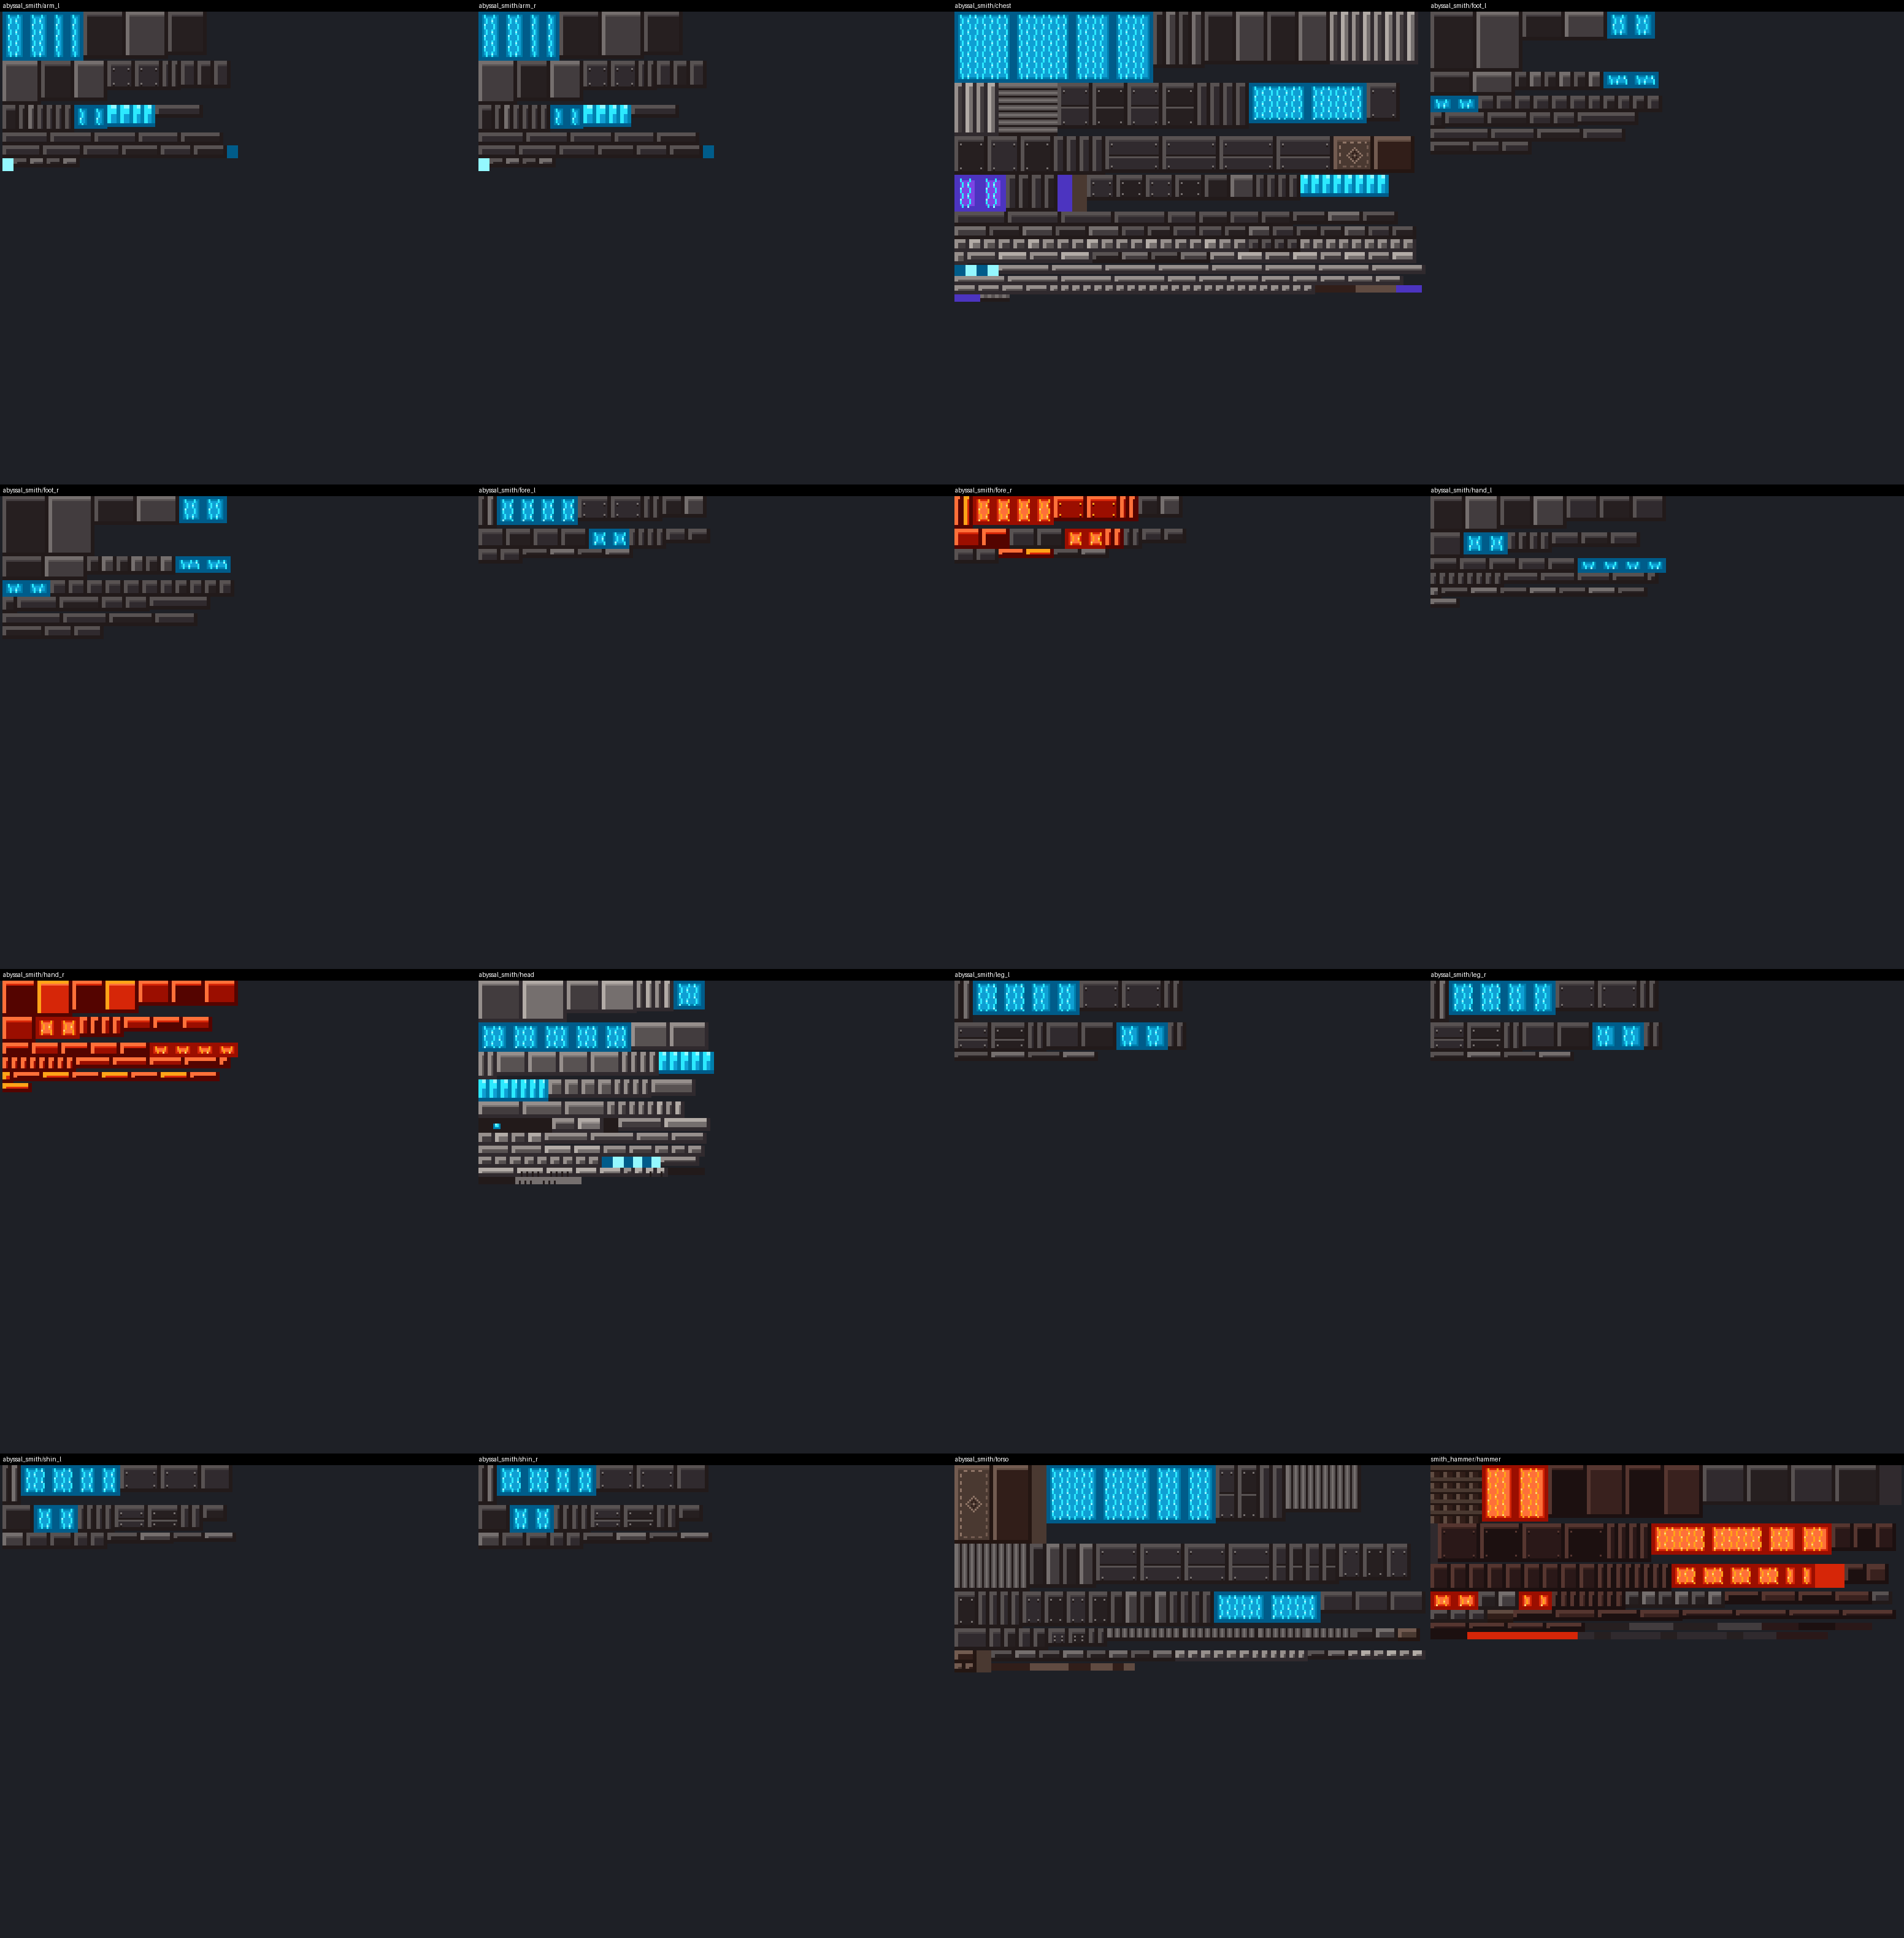 abyssal_smith/arm_l
abyssal_smith/arm_r
abyssal_smith/chest
abyssal_smith/foot_l
abyssal_smith/foot_r
abyssal_smith/fore_l
abyssal_smith/fore_r
abyssal_smith/hand_l
abyssal_smith/hand_r
abyssal_smith/head
abyssal_smith/leg_l
abyssal_smith/leg_r
abyssal_smith/shin_l
abyssal_smith/shin_r
abyssal_smith/torso
smith_hammer/hammer